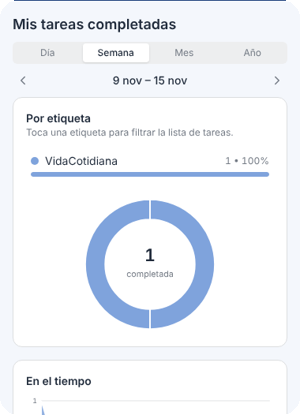 Mis tareas completadas
Día Semana Mes Año
9 nov – 15 nov
Por etiqueta
Toca una etiqueta para filtrar la lista de tareas.
VidaCotidiana 1 • 100%
1
completada
En el tiempo
1